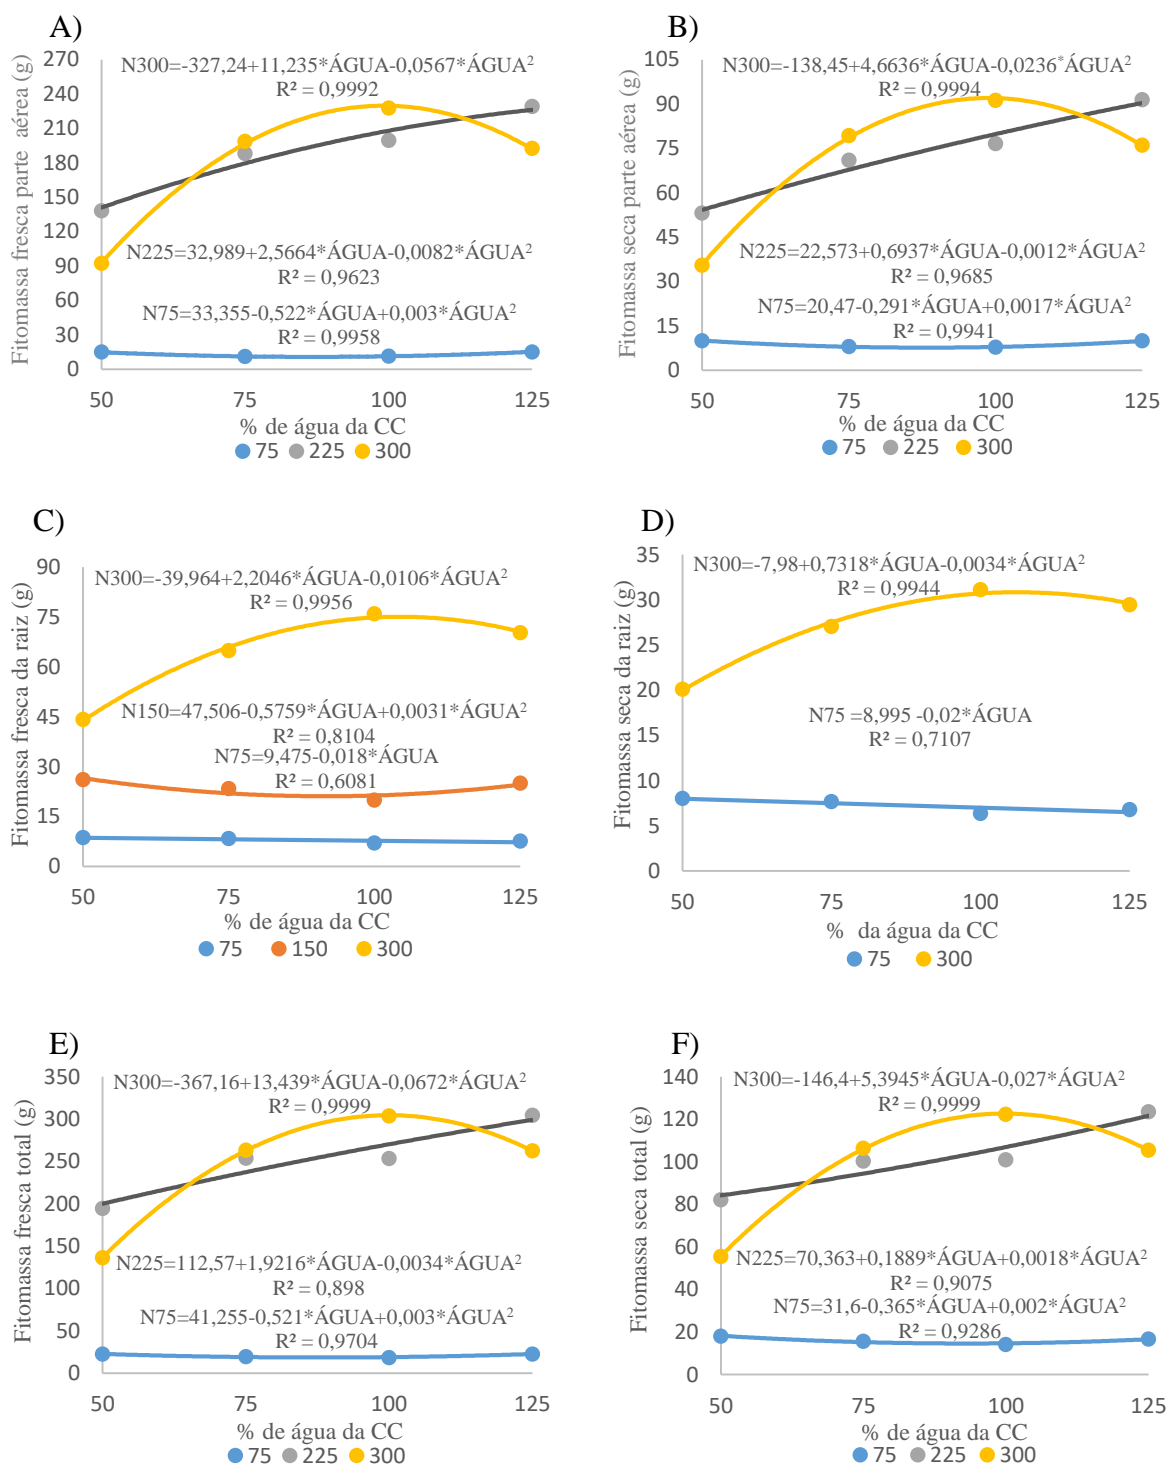 A)
Fitomassa fresca parte aérea (g)
270
240
210
180
150
120
90
60
30
0
N300=-327,24+11,235*ÁGUA-0,0567*ÁGUA²
R² = 0,9992
N225=32,989+2,5664*ÁGUA-0,0082*ÁGUA²
R² = 0,9623
N75=33,355-0,522*ÁGUA+0,003*ÁGUA²
R² = 0,9958
50 75 100 125
% de água da CC
75 225 300
B)
Fitomassa seca parte aérea (g)
105
90
75
60
45
30
15
0
N300=-138,45+4,6636*ÁGUA-0,0236*ÁGUA²
R² = 0,9994
N225=22,573+0,6937*ÁGUA-0,0012*ÁGUA²
R² = 0,9685
N75=20,47-0,291*ÁGUA+0,0017*ÁGUA²
R² = 0,9941
50 75 100 125
% de água da CC
75 225 300
C)
Fitomassa fresca da raiz (g)
90
75
60
45
30
15
0
N300=-39,964+2,2046*ÁGUA-0,0106*ÁGUA²
R² = 0,9956
N150=47,506-0,5759*ÁGUA+0,0031*ÁGUA²
R² = 0,8104
N75=9,475-0,018*ÁGUA
R² = 0,6081
50 75 100 125
% de água da CC
75 150 300
D)
Fitomassa seca da raiz (g)
35
30
25
20
15
10
5
0
N300=-7,98+0,7318*ÁGUA-0,0034*ÁGUA²
R² = 0,9944
N75 =8,995 -0,02*ÁGUA
R² = 0,7107
50 75 100 125
% da água da CC
75 300
E)
Fitomassa fresca total (g)
350
300
250
200
150
100
50
0
N300=-367,16+13,439*ÁGUA-0,0672*ÁGUA²
R² = 0,9999
N225=112,57+1,9216*ÁGUA-0,0034*ÁGUA²
R² = 0,898
N75=41,255-0,521*ÁGUA+0,003*ÁGUA²
R² = 0,9704
50 75 100 125
% de água da CC
75 225 300
F)
Fitomassa seca total (g)
140
120
100
80
60
40
20
0
N300=-146,4+5,3945*ÁGUA-0,027*ÁGUA²
R² = 0,9999
N225=70,363+0,1889*ÁGUA+0,0018*ÁGUA²
R² = 0,9075
N75=31,6-0,365*ÁGUA+0,002*ÁGUA²
R² = 0,9286
50 75 100 125
% de água da CC
75 225 300